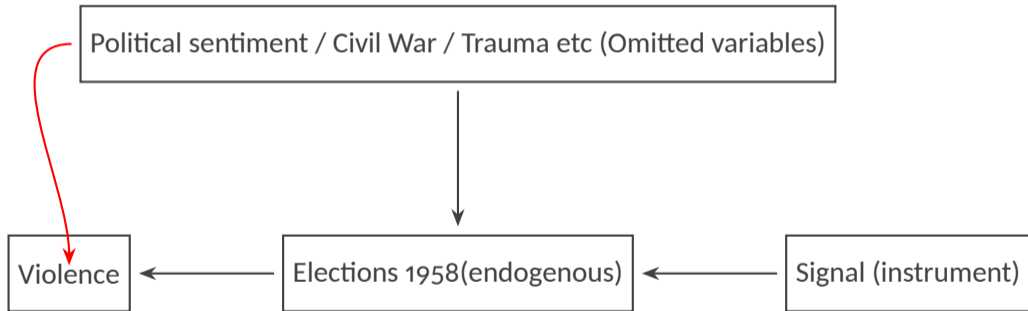 Political sentiment / Civil War / Trauma etc (Omitted variables)
Violence
Elections 1958(endogenous)
Signal (instrument)